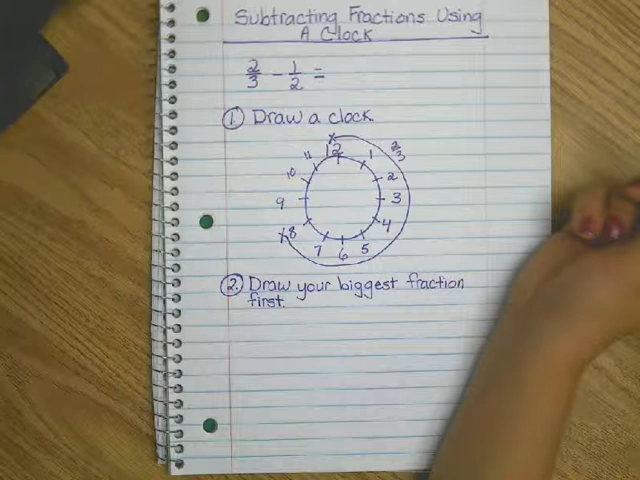 Subtracting Fractions Using
A Clock
2/3 - 1/2 =
1. Draw a clock
12
11 1
10 2
9 3
8 4
7 6 5
2/3
2. Draw your biggest fraction
first.